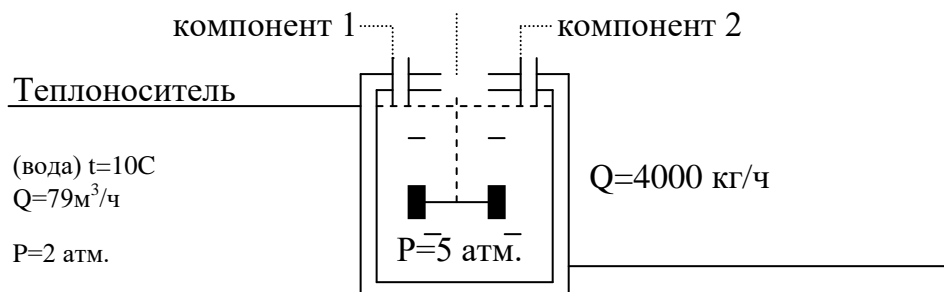 компонент 1
компонент 2
Теплоноситель
(вода) t=10C
Q=79м³/ч
Q=4000 кг/ч
P=2 атм.
P=5 атм.